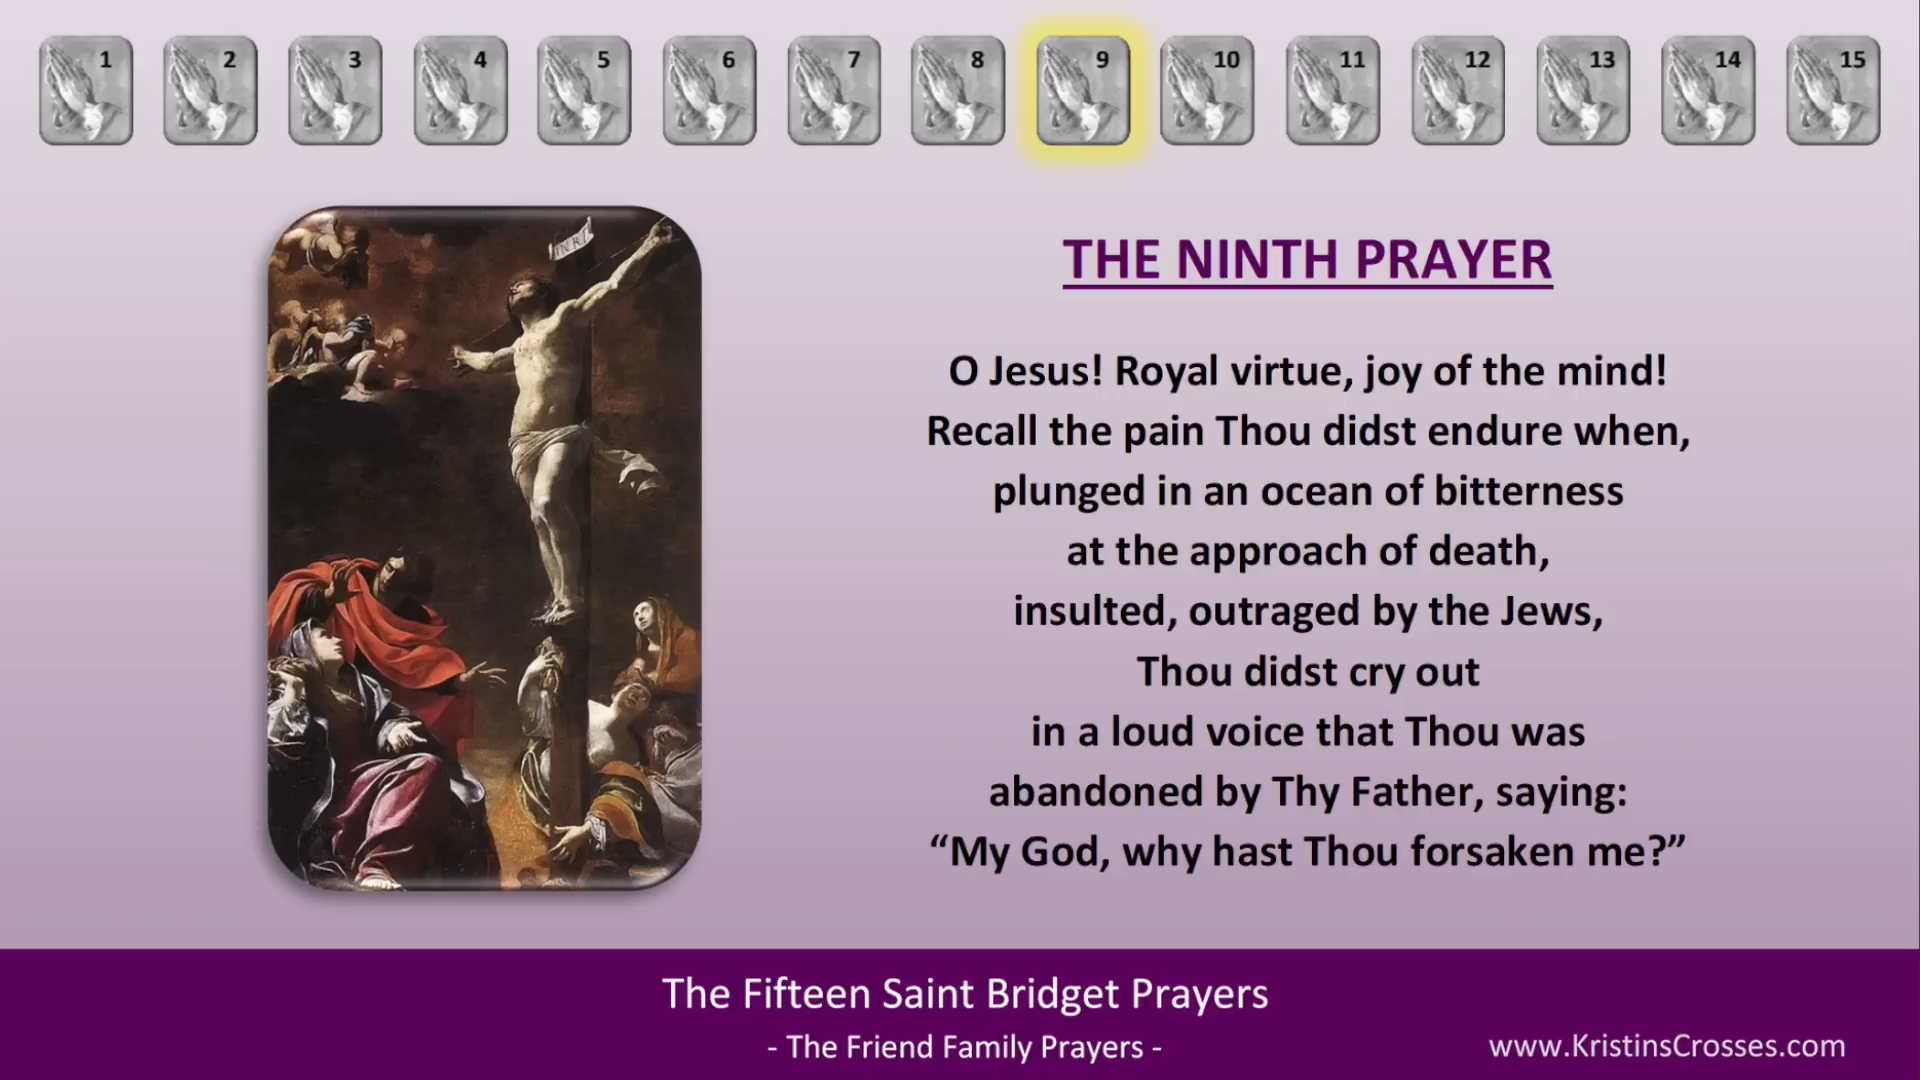 1 2 3 4 5 6 7 8 9 10 11 12 13 14 15
INRI
THE NINTH PRAYER
O Jesus! Royal virtue, joy of the mind!
Recall the pain Thou didst endure when,
plunged in an ocean of bitterness
at the approach of death,
insulted, outraged by the Jews,
Thou didst cry out
in a loud voice that Thou was
abandoned by Thy Father, saying:
“My God, why hast Thou forsaken me?”
The Fifteen Saint Bridget Prayers
- The Friend Family Prayers -
www.KristinsCrosses.com